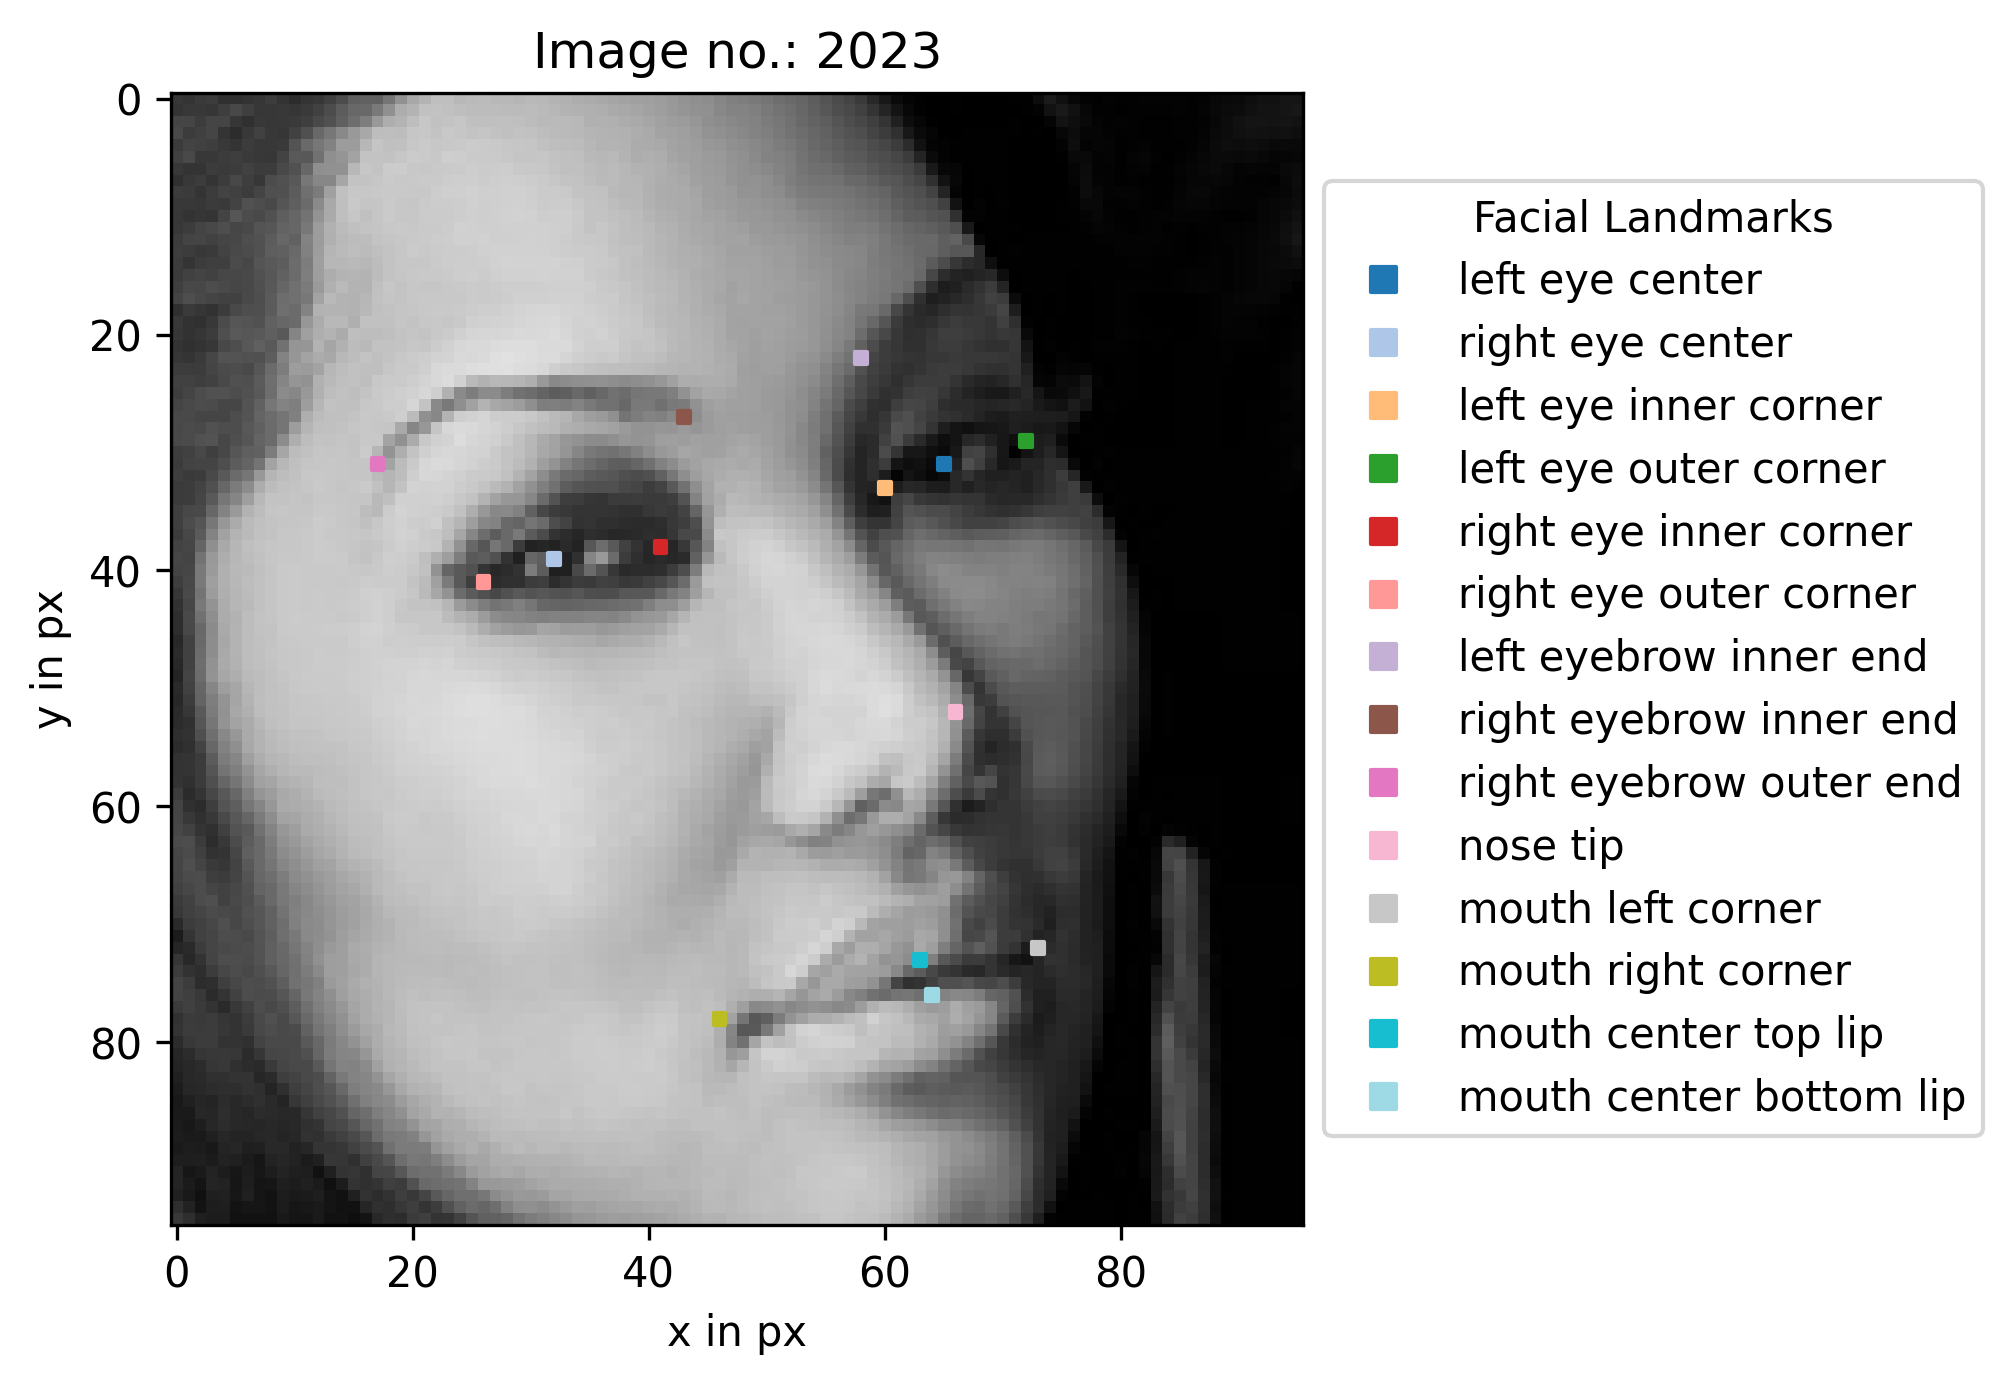 Image no.: 2023
0
20
40
60
80
y in px
0 20 40 60 80
x in px
Facial Landmarks
left eye center
right eye center
left eye inner corner
left eye outer corner
right eye inner corner
right eye outer corner
left eyebrow inner end
right eyebrow inner end
right eyebrow outer end
nose tip
mouth left corner
mouth right corner
mouth center top lip
mouth center bottom lip